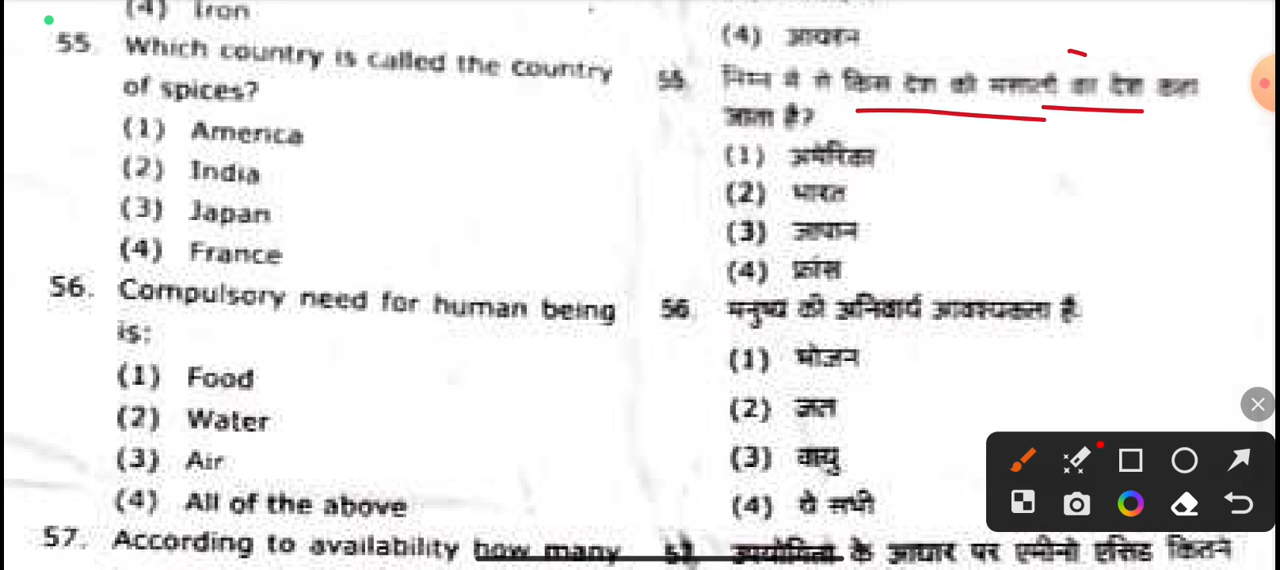 (4) Iron
55. Which country is called the country
of spices?
(1) America
(2) India
(3) Japan
(4) France
56. Compulsory need for human being
is:
(1) Food
(2) Water
(3) Air
(4) All of the above
57. According to availability how many
(4) आयरन
55. निम्न में से किस देश को मसालों का देश कहा
जाता है?
(1) अमेरिका
(2) भारत
(3) जापान
(4) फ्रांस
56. मनुष्य की अनिवार्य आवश्यकता है
(1) भोजन
(2) जल
(3) वायु
(4) ये सभी
57. के आधार पर एमीनो एसिड कितने